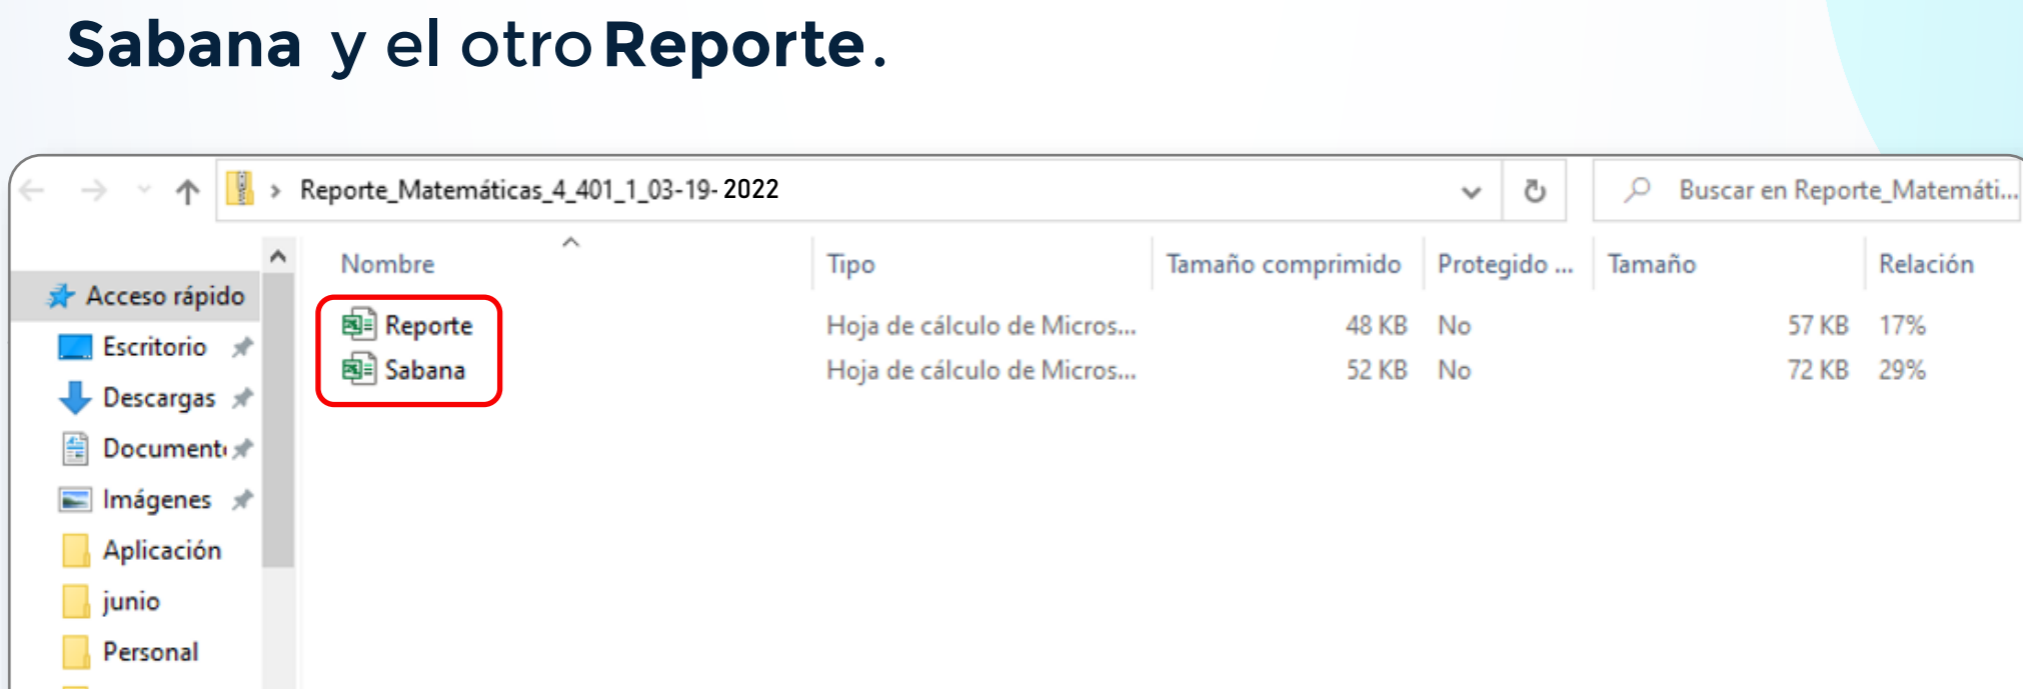 Sabana y el otro Reporte.
Reporte_Matemáticas_4_401_1_03-19- 2022
Buscar en Reporte_Matemáti...
Nombre Tipo Tamaño comprimido Protegido ... Tamaño Relación
Acceso rápido
Reporte Hoja de cálculo de Micros... 48 KB No 57 KB 17%
Escritorio
Sabana Hoja de cálculo de Micros... 52 KB No 72 KB 29%
Descargas
Document
Imágenes
Aplicación
junio
Personal